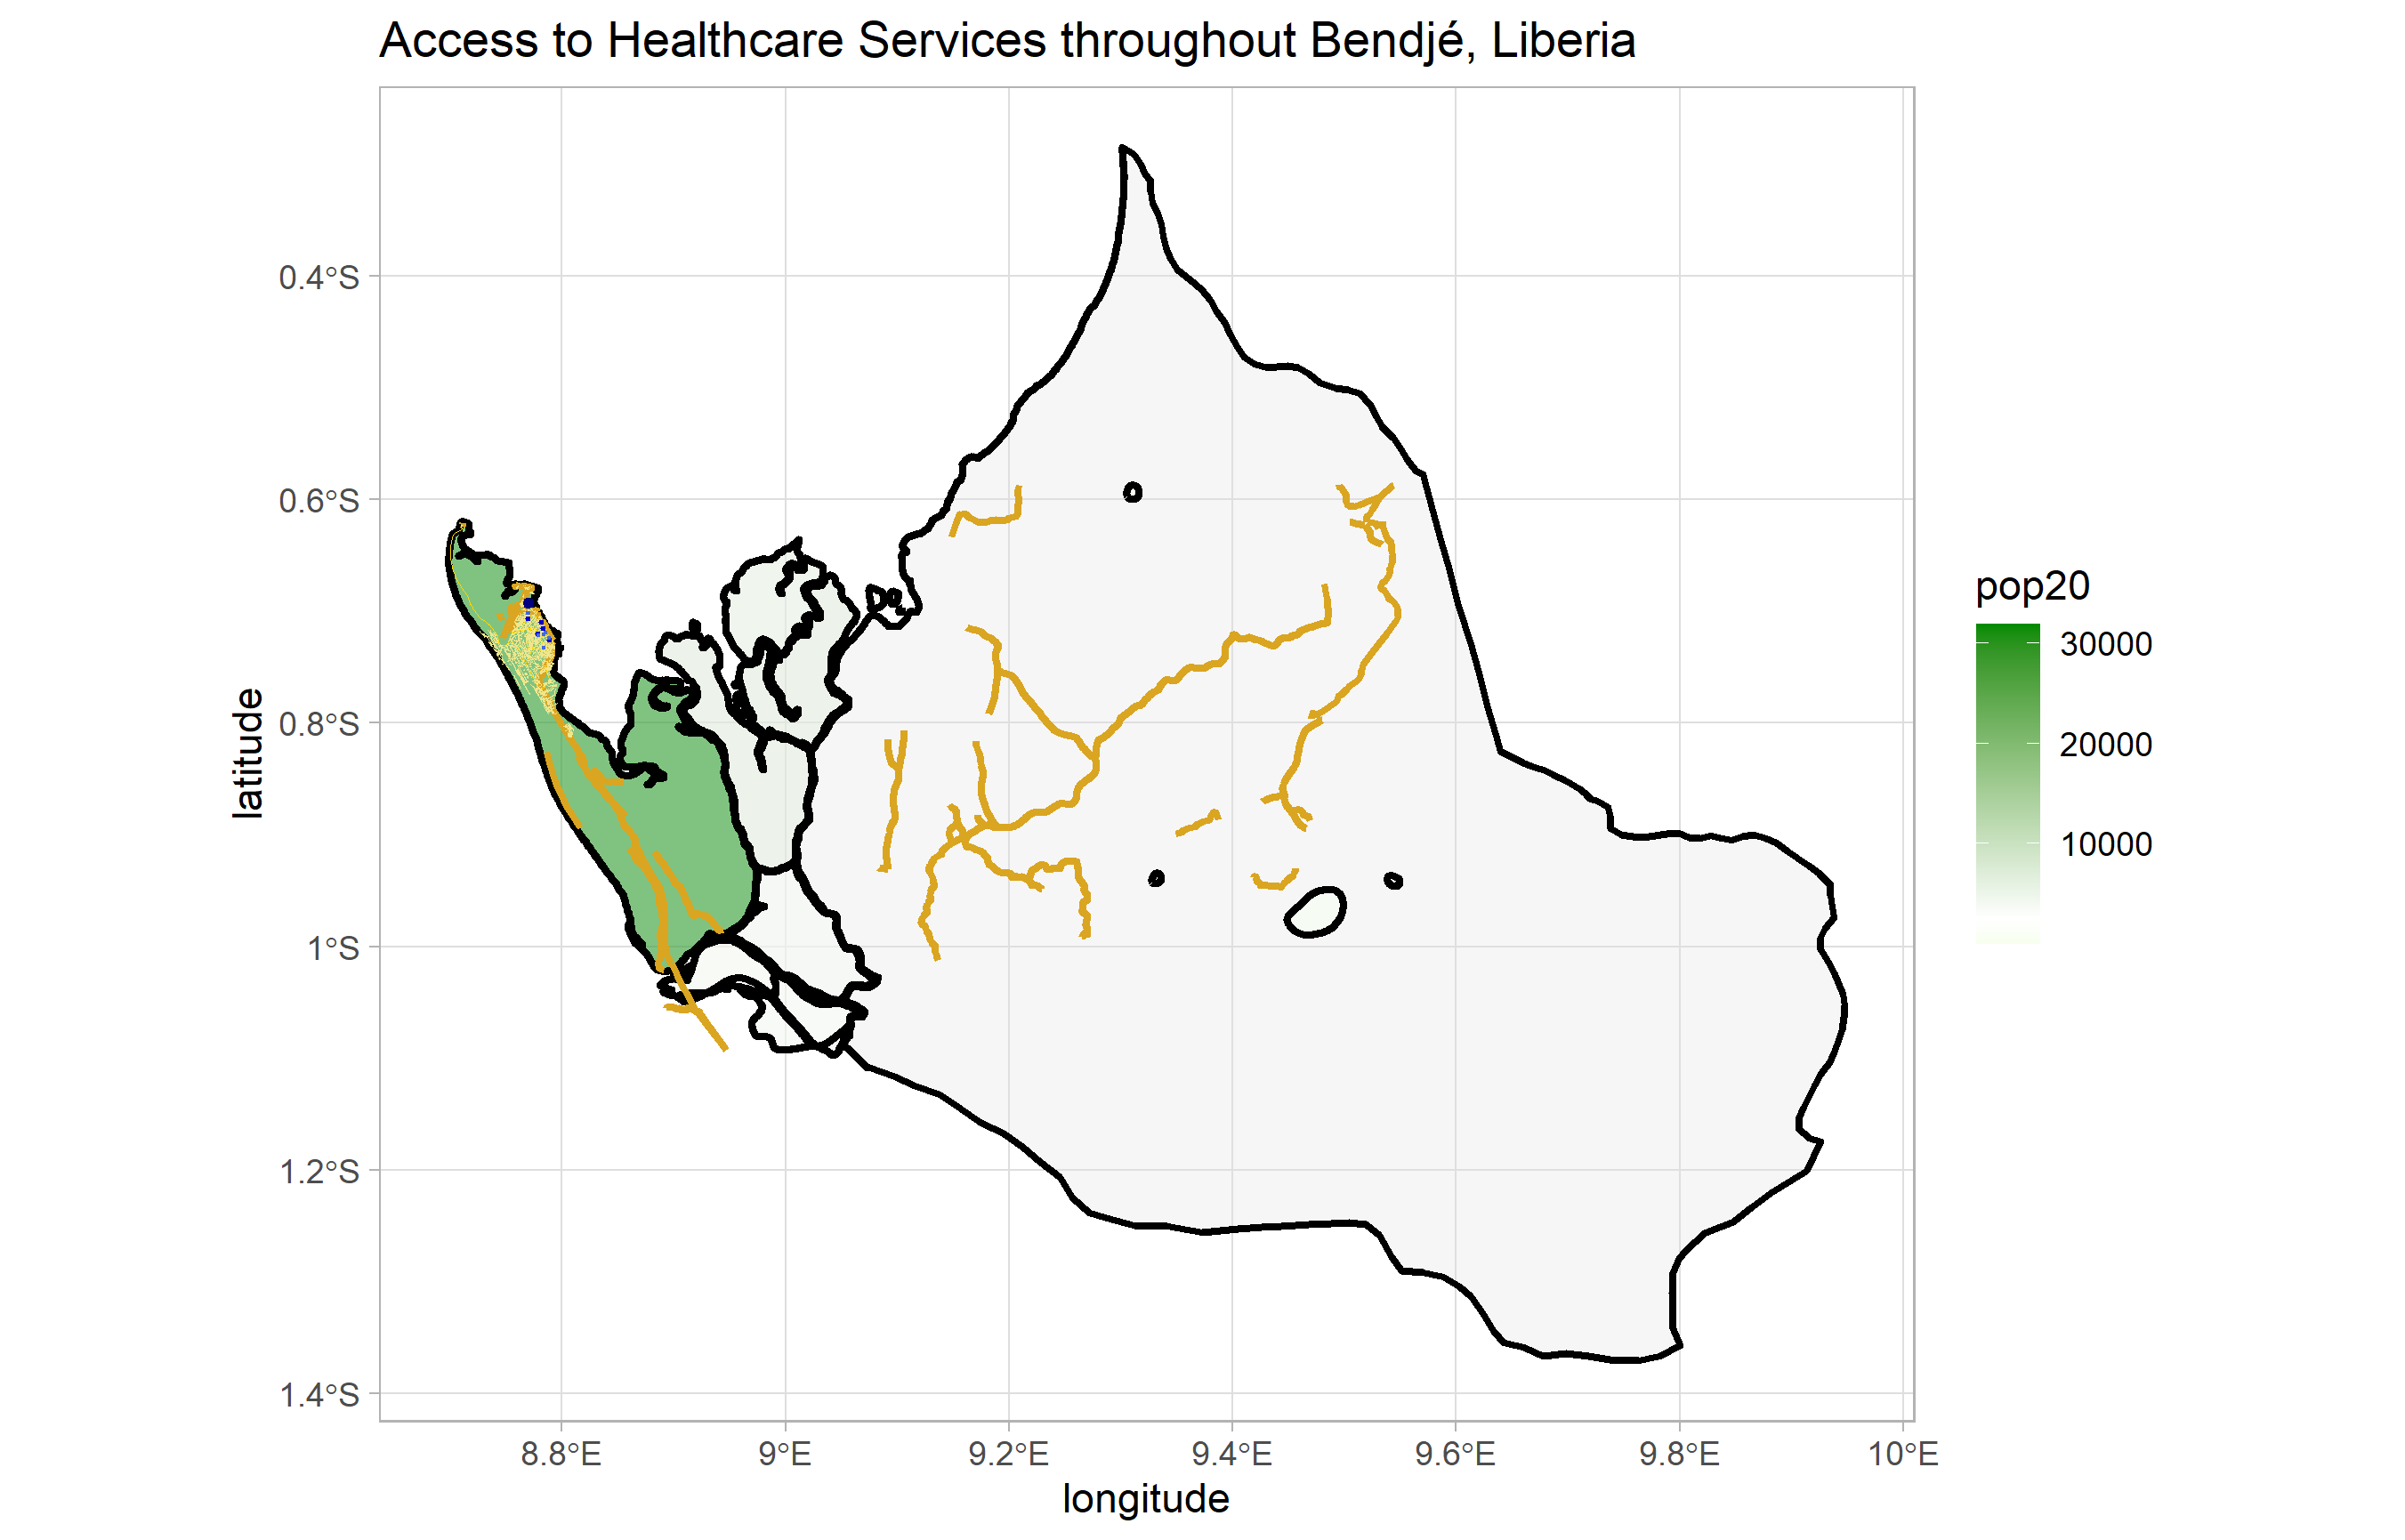 Access to Healthcare Services throughout Bendjé, Liberia
0.4°S
0.6°S
0.8°S
1°S
1.2°S
1.4°S
latitude
8.8°E 9°E 9.2°E 9.4°E 9.6°E 9.8°E 10°E
longitude
pop20
30000
20000
10000